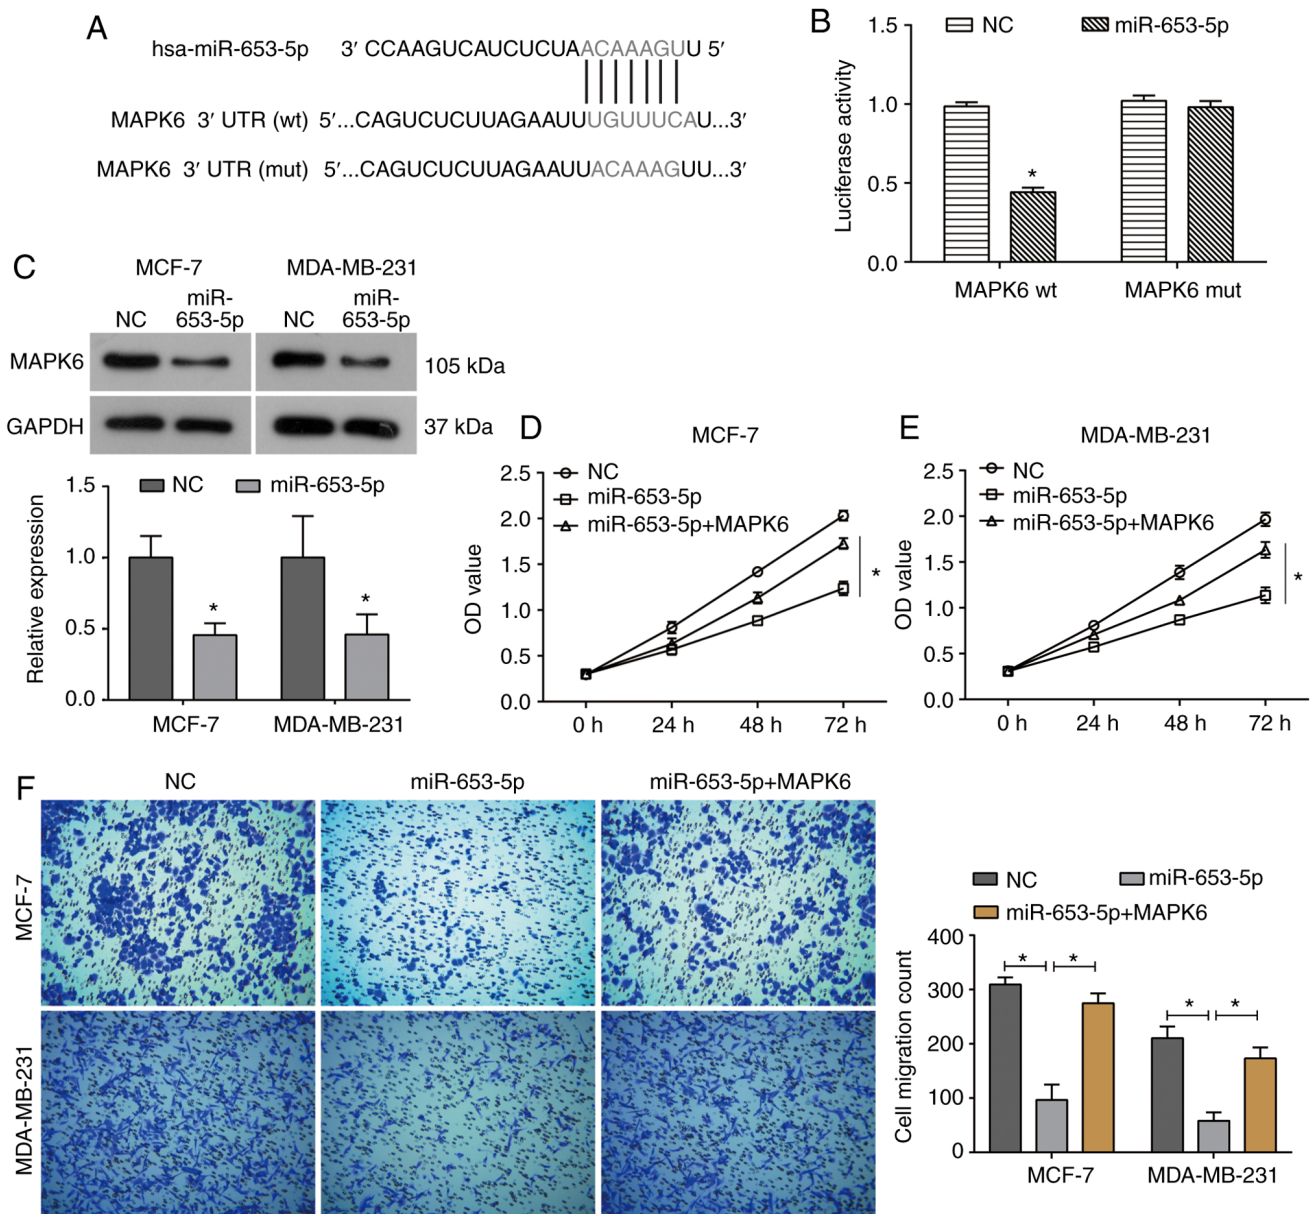 A
hsa-miR-653-5p 3′ CCAAGUCAUCUCUAACAAAGUU 5′
MAPK6 3′ UTR (wt) 5′...CAGUCUCUUAGAAUUUGUUUCAU...3′
MAPK6 3′ UTR (mut) 5′...CAGUCUCUUAGAAUUACAAAGUU...3′
B
NC miR-653-5p
Luciferase activity
1.5
1.0
0.5
0.0
*
MAPK6 wt MAPK6 mut
C
MCF-7 MDA-MB-231
NC miR-653-5p NC miR-653-5p
MAPK6 105 kDa
GAPDH 37 kDa
NC miR-653-5p
Relative expression
1.5
1.0
0.5
0.0
* *
MCF-7 MDA-MB-231
D
MCF-7
NC
miR-653-5p
miR-653-5p+MAPK6
OD value
2.5
2.0
1.5
1.0
0.5
0.0
*
0 h 24 h 48 h 72 h
E
MDA-MB-231
NC
miR-653-5p
miR-653-5p+MAPK6
OD value
2.5
2.0
1.5
1.0
0.5
0.0
*
0 h 24 h 48 h 72 h
F
NC miR-653-5p miR-653-5p+MAPK6
MCF-7
MDA-MB-231
NC miR-653-5p
miR-653-5p+MAPK6
Cell migration count
400
300
200
100
0
* * * *
MCF-7 MDA-MB-231